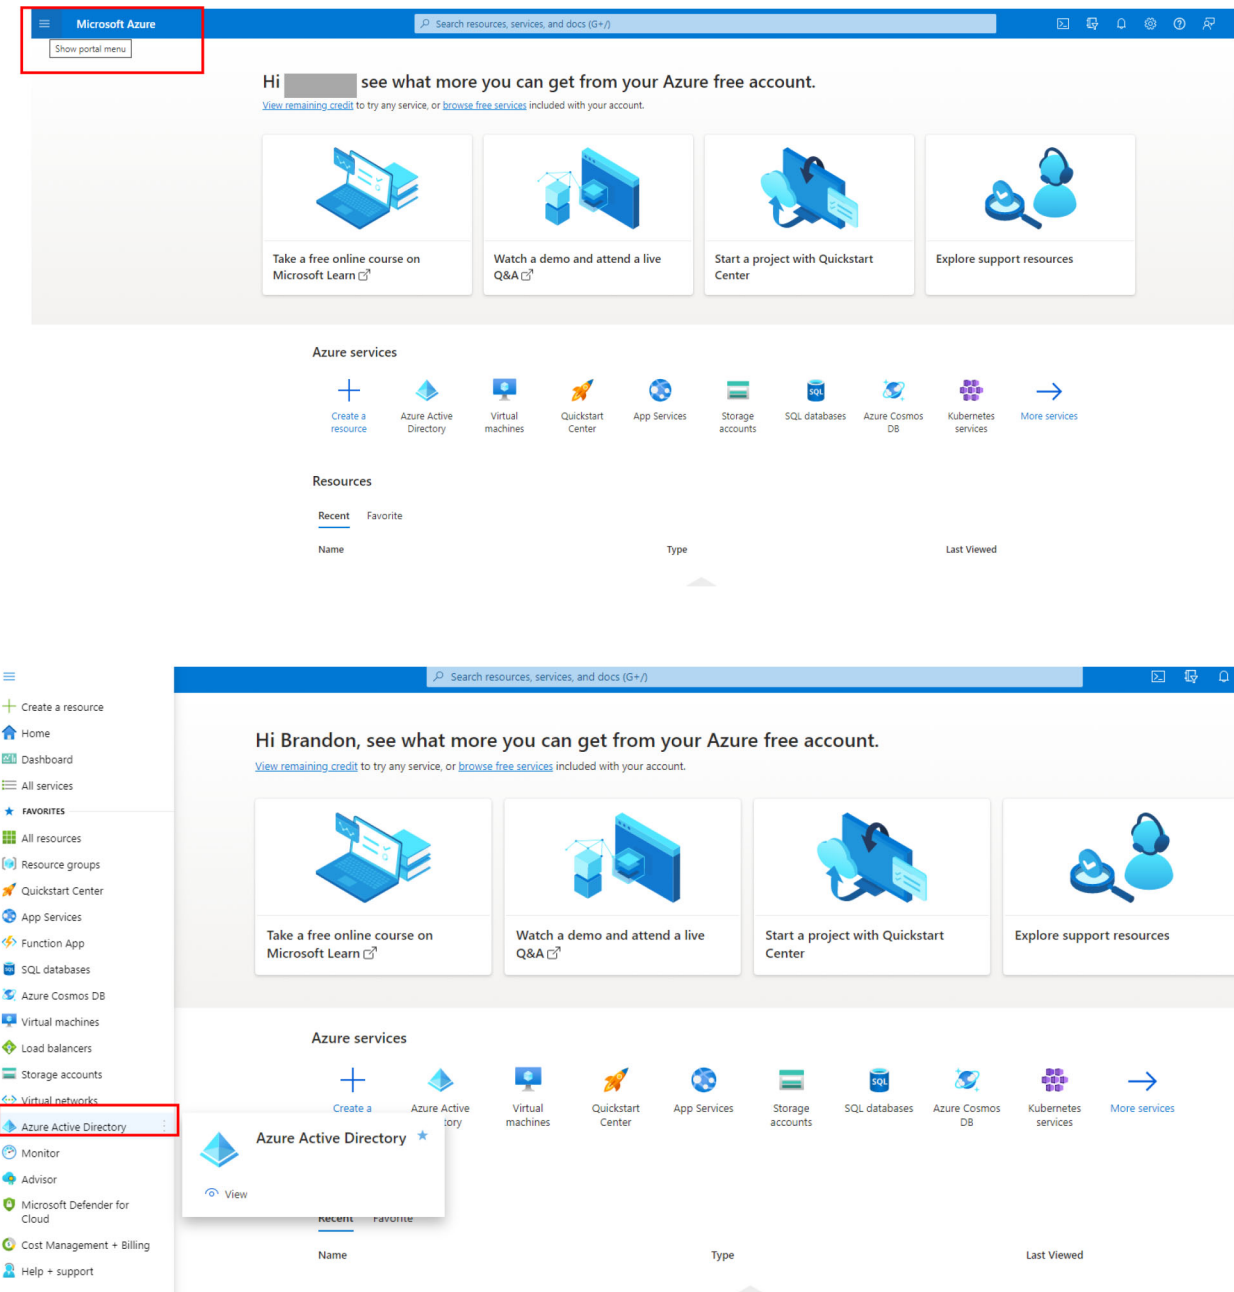 Microsoft Azure
Search resources, services, and docs (G+/)
Show portal menu
Hi see what more you can get from your Azure free account.
View remaining credit to try any service, or browse free services included with your account.
Take a free online course on
Microsoft Learn
Watch a demo and attend a live
Q&A
Start a project with Quickstart
Center
Explore support resources
Azure services
Create a
resource
Azure Active
Directory
Virtual
machines
Quickstart
Center
App Services
Storage
accounts
SQL
SQL databases
Azure Cosmos
DB
Kubernetes
services
More services
Resources
Recent Favorite
Name Type Last Viewed
Search resources, services, and docs (G+/)
Create a resource
Home
Dashboard
All services
FAVORITES
All resources
Resource groups
Quickstart Center
App Services
Function App
SQL databases
Azure Cosmos DB
Virtual machines
Load balancers
Storage accounts
Virtual networks
Azure Active Directory
Monitor
Advisor
Microsoft Defender for
Cloud
Cost Management + Billing
Help + support
Hi Brandon, see what more you can get from your Azure free account.
View remaining credit to try any service, or browse free services included with your account.
Take a free online course on
Microsoft Learn
Watch a demo and attend a live
Q&A
Start a project with Quickstart
Center
Explore support resources
Azure services
Create a
Azure Active
tory
Virtual
machines
Quickstart
Center
App Services
Storage
accounts
SQL
SQL databases
Azure Cosmos
DB
Kubernetes
services
More services
Azure Active Directory
View
Recent Favorite
Name Type Last Viewed